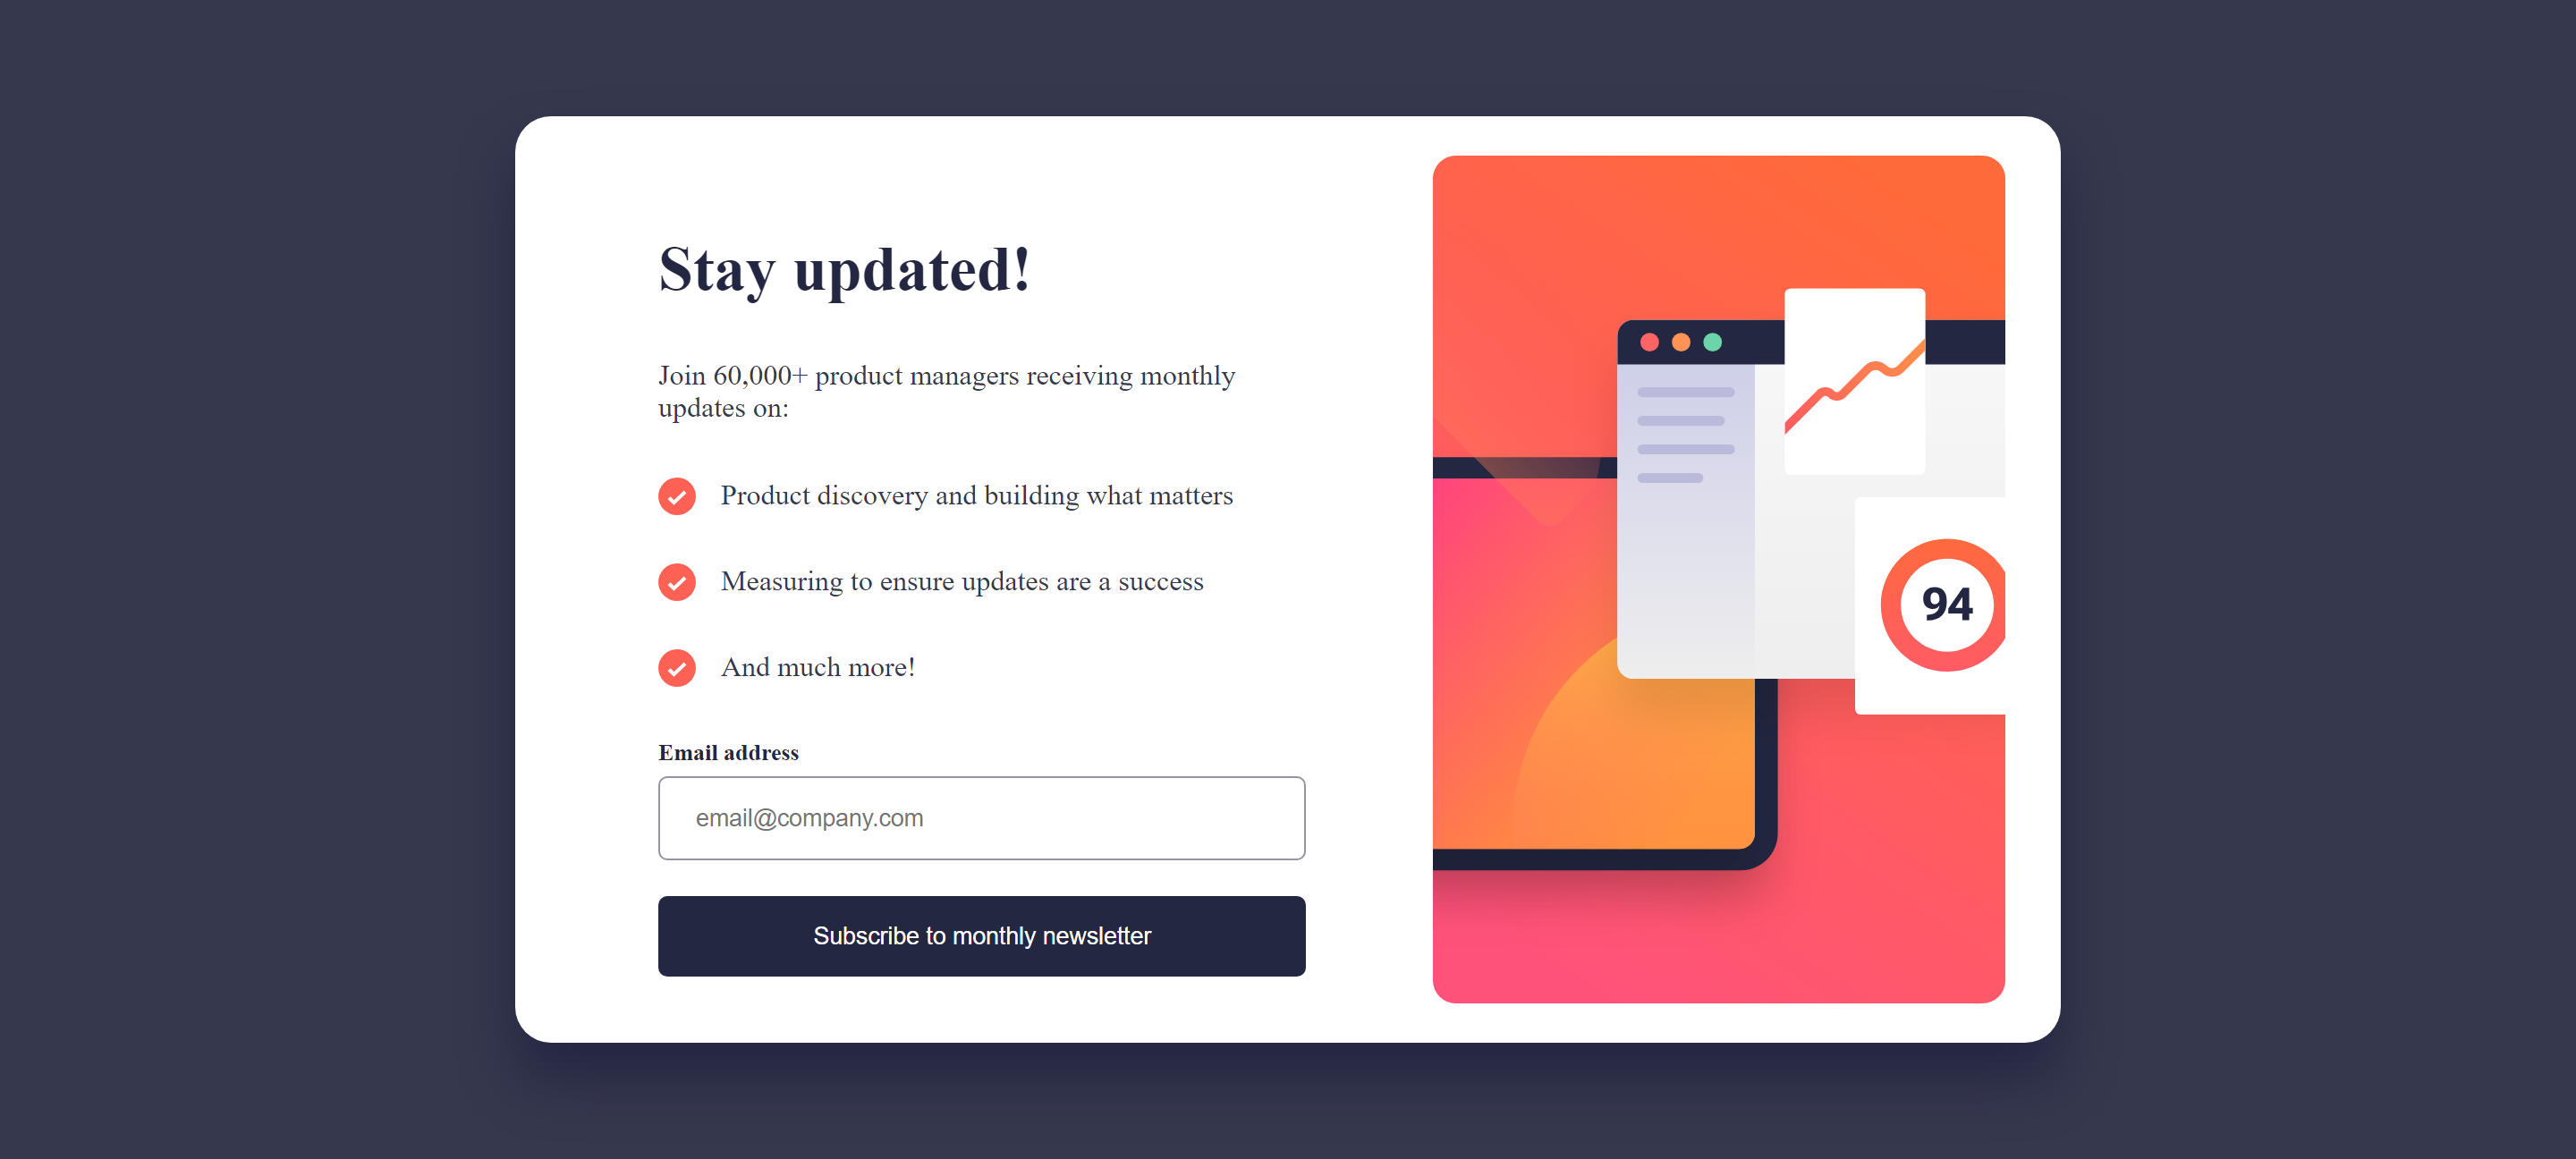 Stay updated!
Join 60,000+ product managers receiving monthly
updates on:
Product discovery and building what matters
Measuring to ensure updates are a success
And much more!
Email address
email@company.com
Subscribe to monthly newsletter
94